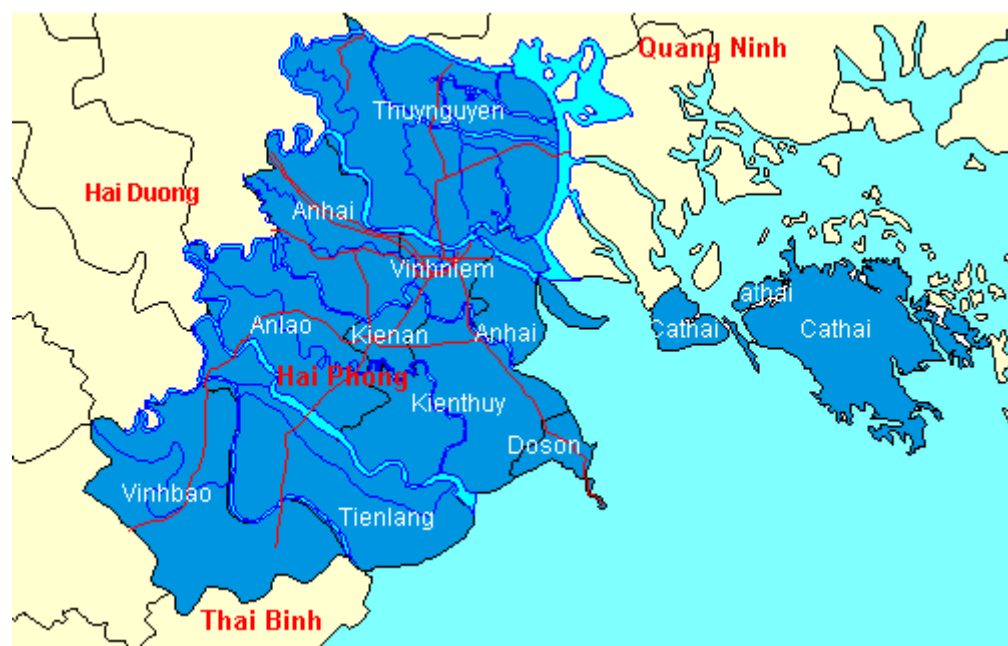 Quang Ninh
Thuynguyen
Hai Duong
Anhai
Vinhniem
athai
Anlao
Kienan
Anhai
Cathai
Cathai
Hai Phong
Kienthuy
Doson
Vinhbao
Tienlang
Thai Binh